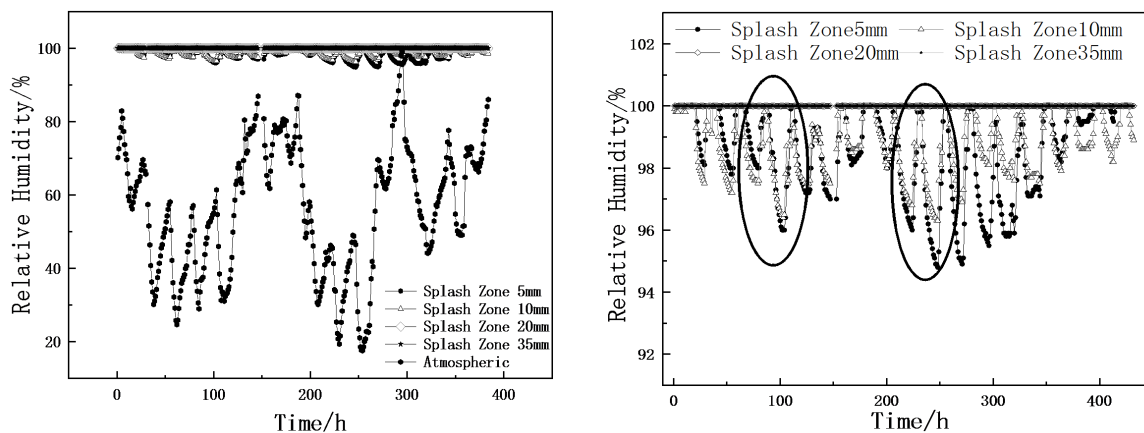 100
80
60
40
20
Relative Humidity/%
Splash Zone 5mm
Splash Zone 10mm
Splash Zone 20mm
Splash Zone 35mm
Atmospheric
0
100
200
300
400
Time/h
Splash Zone5mm
Splash Zone10mm
Splash Zone20mm
Splash Zone35mm
102
100
98
96
94
92
Relative Humidity/%
0
100
200
300
400
Time/h